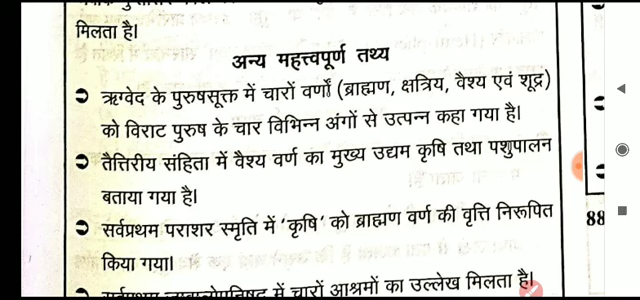 मिलता है।
अन्य महत्त्वपूर्ण तथ्य
➲ ऋग्वेद के पुरुषसूक्त में चारों वर्णों (ब्राह्मण, क्षत्रिय, वैश्य एवं शूद्र)
को विराट पुरुष के चार विभिन्न अंगों से उत्पन्न कहा गया है।
➲ तैत्तिरीय संहिता में वैश्य वर्ण का मुख्य उद्यम कृषि तथा पशुपालन
बताया गया है।
➲ सर्वप्रथम पराशर स्मृति में 'कृषि' को ब्राह्मण वर्ण की वृत्ति निरूपित
88
किया गया।
➲ सर्वप्रथम जाबालोपनिषद में चारों आश्रमों का उल्लेख मिलता है।